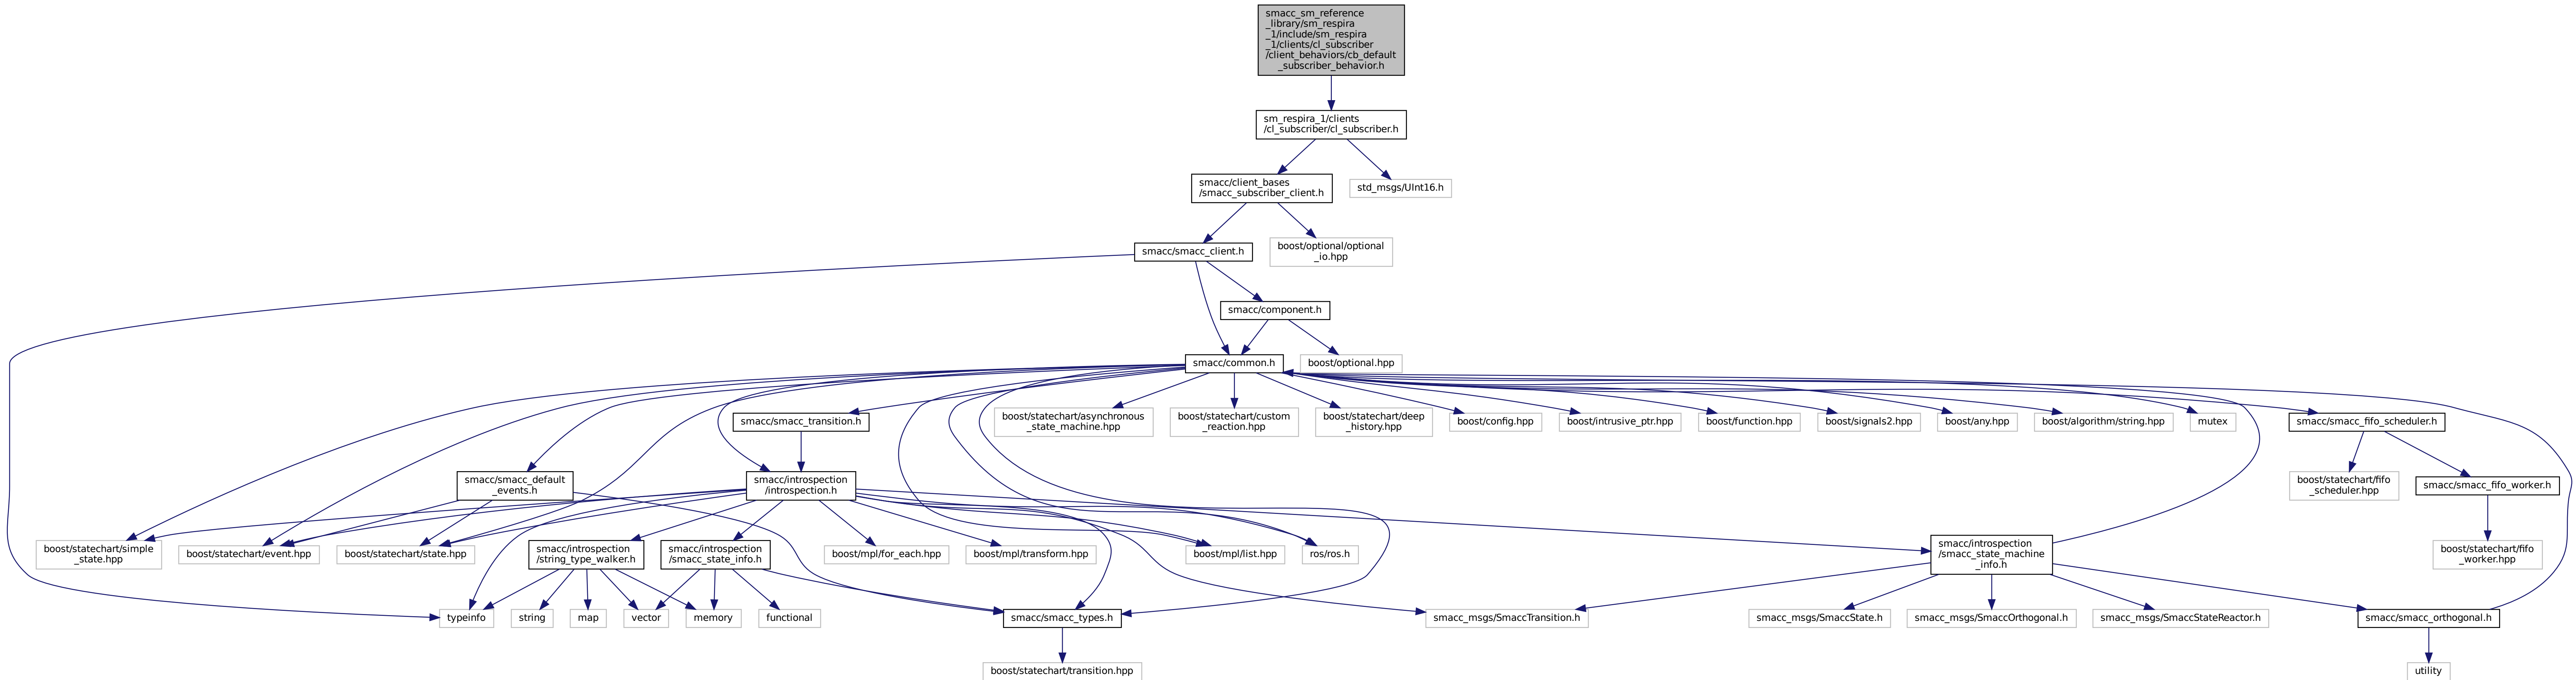 smacc_sm_reference
_library/sm_respira
_1/include/sm_respira
_1/clients/cl_subscriber
/client_behaviors/cb_default
_subscriber_behavior.h
sm_respira_1/clients
/cl_subscriber/cl_subscriber.h
smacc/client_bases
/smacc_subscriber_client.h
std_msgs/UInt16.h
smacc/smacc_client.h
boost/optional/optional
_io.hpp
smacc/component.h
smacc/common.h
boost/optional.hpp
smacc/smacc_transition.h
boost/statechart/asynchronous
_state_machine.hpp
boost/statechart/custom
_reaction.hpp
boost/statechart/deep
_history.hpp
boost/config.hpp
boost/intrusive_ptr.hpp
boost/function.hpp
boost/signals2.hpp
boost/any.hpp
boost/algorithm/string.hpp
mutex
smacc/smacc_fifo_scheduler.h
smacc/smacc_default
_events.h
smacc/introspection
/introspection.h
boost/statechart/fifo
_scheduler.hpp
smacc/smacc_fifo_worker.h
boost/statechart/simple
_state.hpp
boost/statechart/event.hpp
boost/statechart/state.hpp
smacc/introspection
/string_type_walker.h
smacc/introspection
/smacc_state_info.h
boost/mpl/for_each.hpp
boost/mpl/transform.hpp
boost/mpl/list.hpp
ros/ros.h
smacc/introspection
/smacc_state_machine
_info.h
boost/statechart/fifo
_worker.hpp
typeinfo
string
map
vector
memory
functional
smacc/smacc_types.h
smacc_msgs/SmaccTransition.h
smacc_msgs/SmaccState.h
smacc_msgs/SmaccOrthogonal.h
smacc_msgs/SmaccStateReactor.h
smacc/smacc_orthogonal.h
boost/statechart/transition.hpp
utility